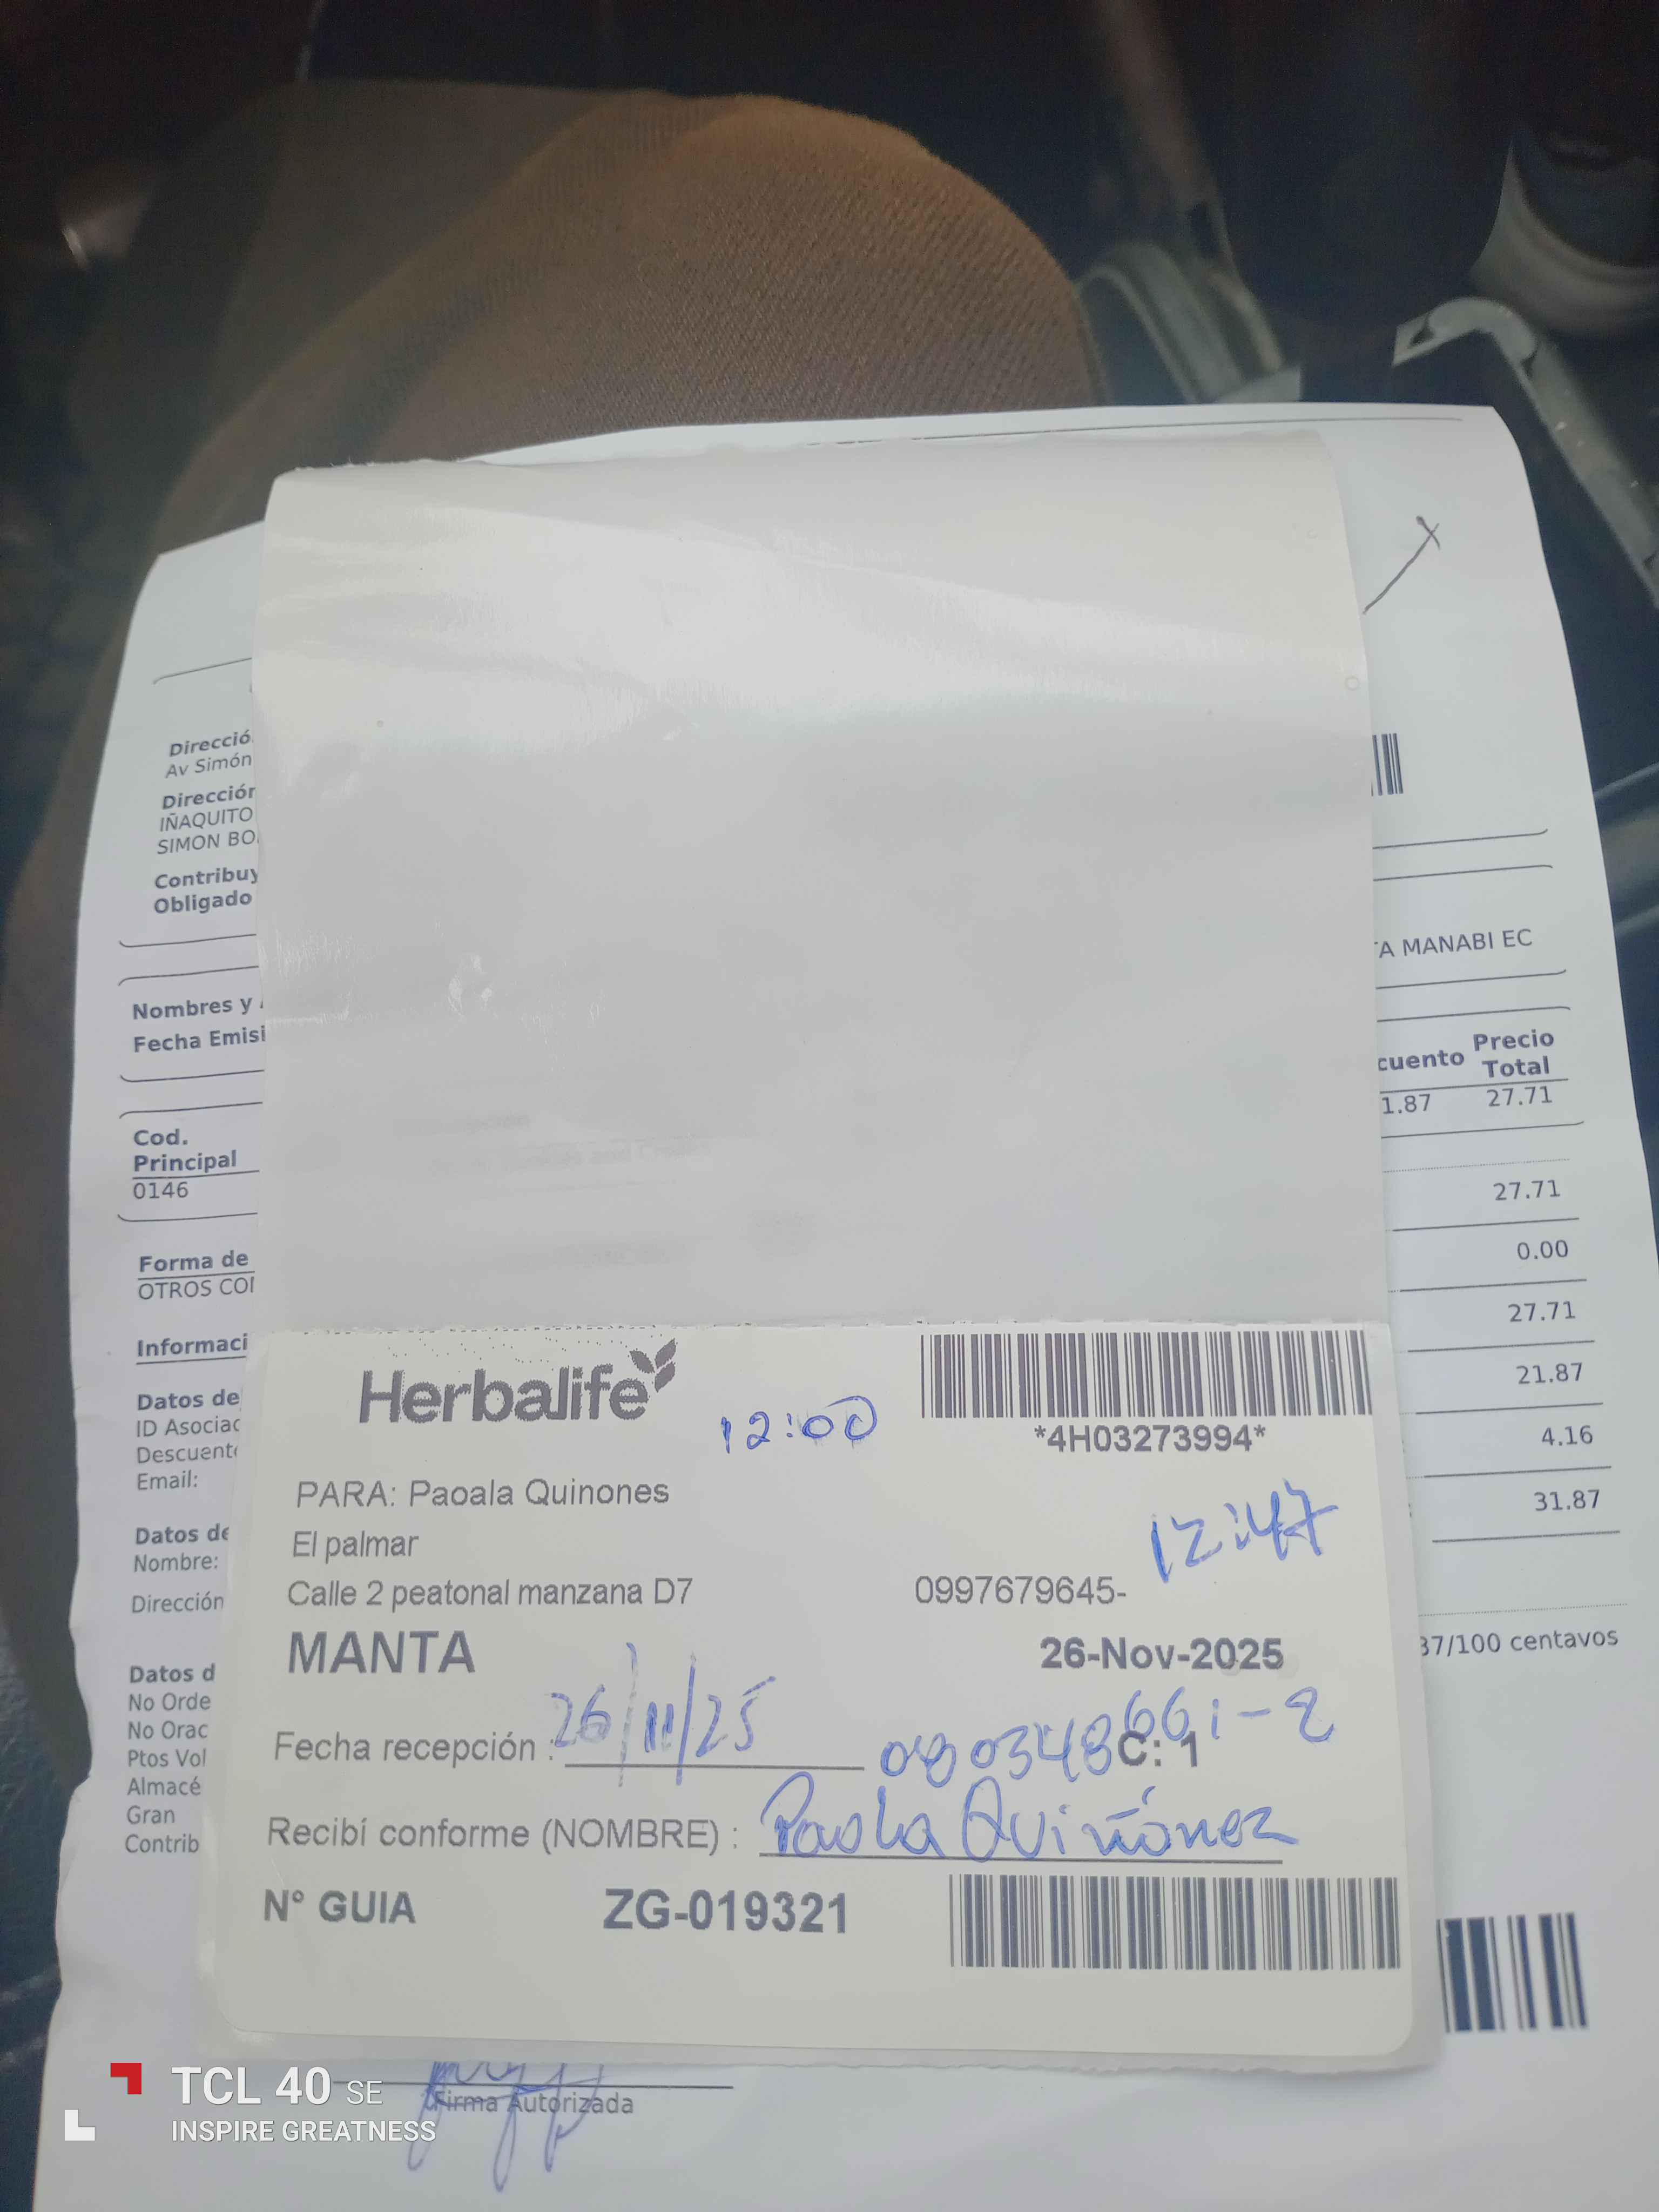 Direcció
Av Simón
Dirección
IÑAQUITO
SIMON BO
Contribuy
Obligado
TA MANABI EC
Nombres y
Fecha Emisi
cuento Precio Total
1.87 27.71
Cod.
Principal
0146
27.71
0.00
Forma de
OTROS CON
27.71
Informaci
21.87
Datos de
ID Asociac
4.16
Descuento
Email:
31.87
Datos de
Nombre:
Dirección
37/100 centavos
Datos d
No Orde
No Orac
Ptos Vol
Almacé
Gran
Contrib
Herbalife
12:00
*4H03273994*
PARA: Paoala Quinones
12:47
El palmar
Calle 2 peatonal manzana D7 0997679645-
MANTA 26-Nov-2025
Fecha recepción : 26/11/25
C: 1
Recibí conforme (NOMBRE) : Paola Quiñónez
N° GUIA ZG-019321
Firma Autorizada
TCL 40 SE
INSPIRE GREATNESS